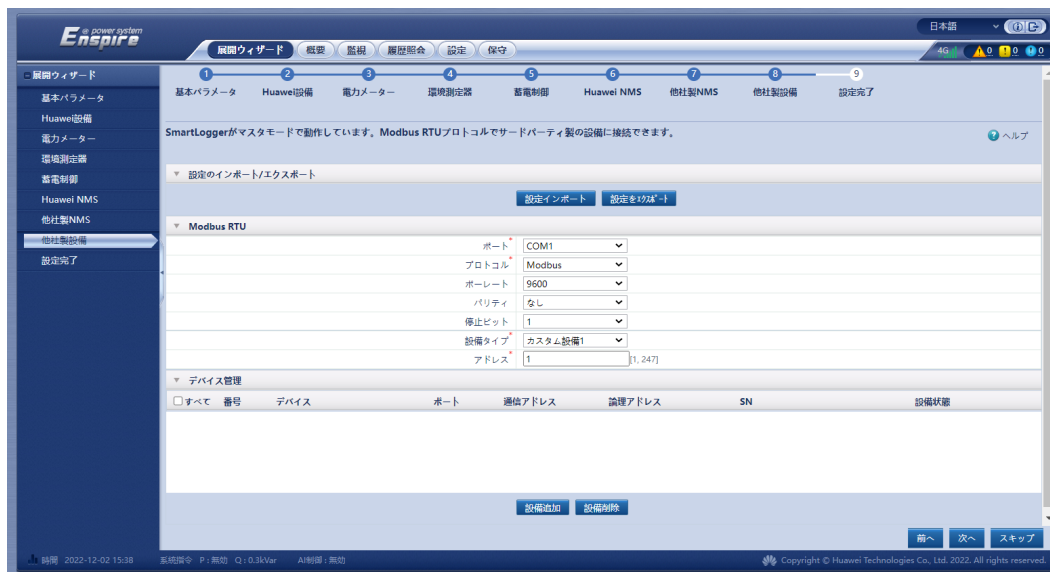 Enspire e power system
日本語
展開ウィザード 概要 監視 履歴照会 設定 保守
4G 0 0 0
展開ウィザード
基本パラメータ
Huawei設備
電力メーター
環境測定器
蓄電制御
Huawei NMS
他社製NMS
他社製設備
設定完了
1 2 3 4 5 6 7 8 9
基本パラメータ Huawei設備 電力メーター 環境測定器 蓄電制御 Huawei NMS 他社製NMS 他社製設備 設定完了
SmartLoggerがマスタモードで動作しています。Modbus RTUプロトコルでサードパーティ製の設備に接続できます。
ヘルプ
設定のインポート/エクスポート
設定インポート 設定をｴｸｽﾎﾟｰﾄ
Modbus RTU
ポート* COM1
プロトコル* Modbus
ボーレート 9600
パリティ なし
停止ビット 1
設備タイプ* カスタム設備1
アドレス* 1 [1, 247]
デバイス管理
すべて 番号 デバイス ポート 通信アドレス 論理アドレス SN 設備状態
設備追加 設備削除
前へ 次へ スキップ
時間 2022-12-02 15:38 系統指令 P : 無効 Q : 0.3kVar AI制御 : 無効 Copyright © Huawei Technologies Co., Ltd. 2022. All rights reserved.